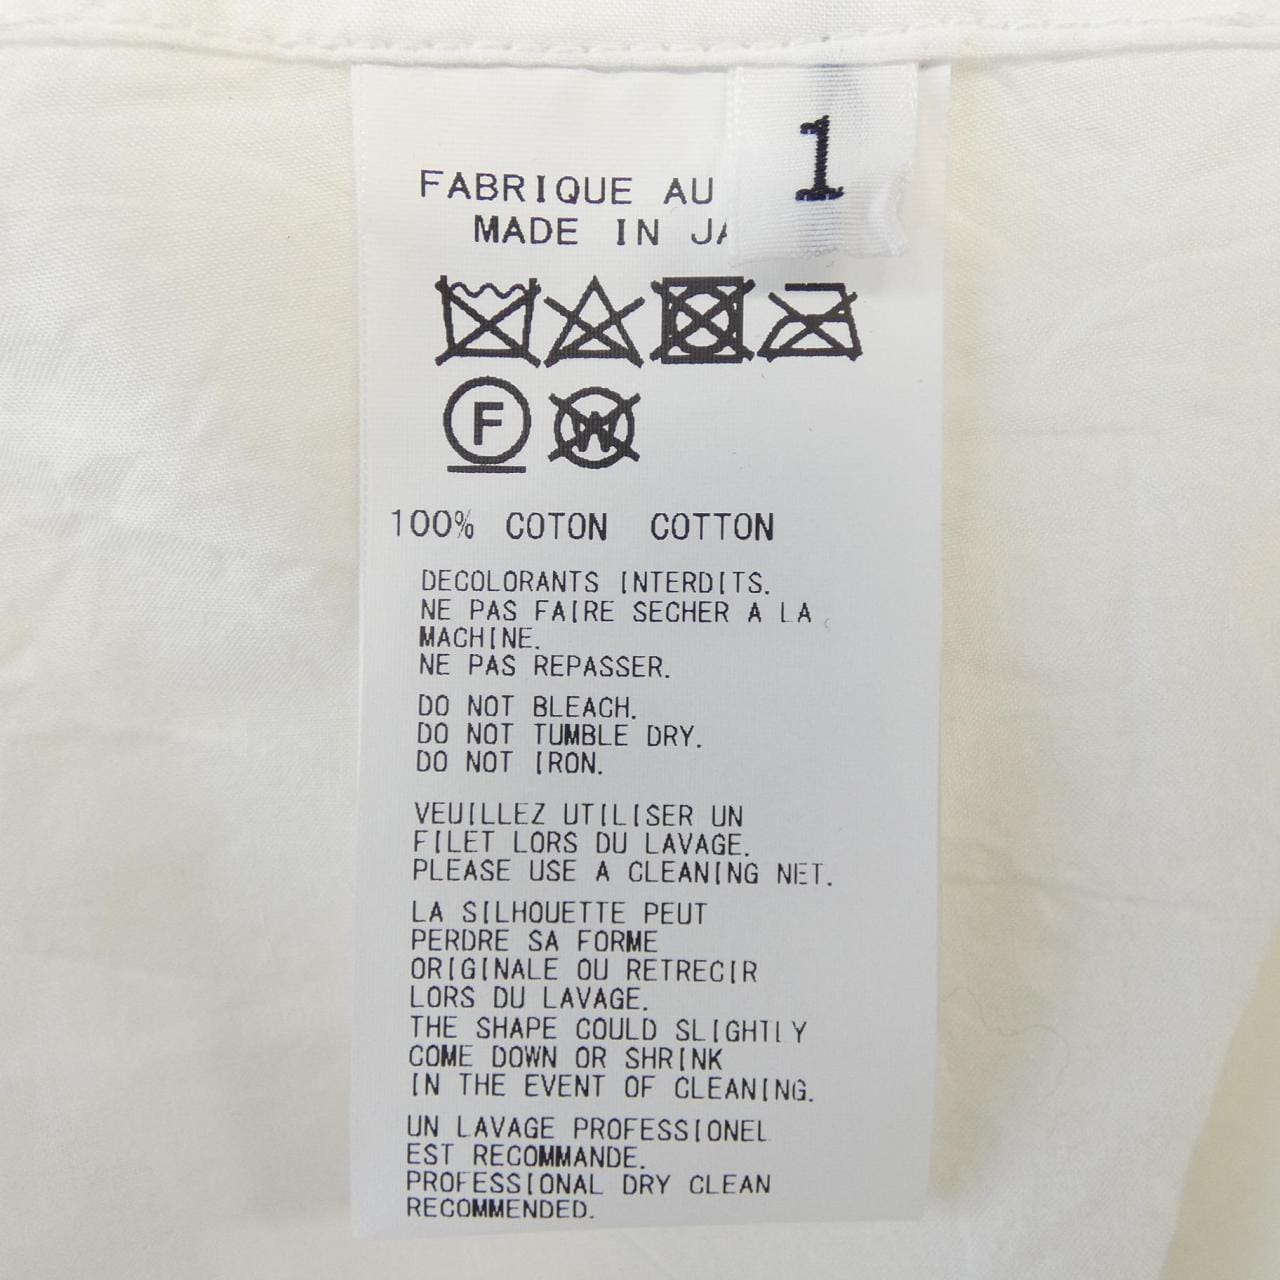 1
FABRIQUE AU
MADE IN JA
F
W
100% COTON COTTON
DECOLORANTS INTERDITS.
NE PAS FAIRE SECHER A LA
MACHINE.
NE PAS REPASSER.
DO NOT BLEACH.
DO NOT TUMBLE DRY.
DO NOT IRON.
VEUILLEZ UTILISER UN
FILET LORS DU LAVAGE.
PLEASE USE A CLEANING NET.
LA SILHOUETTE PEUT
PERDRE SA FORME
ORIGINALE OU RETRECIR
LORS DU LAVAGE.
THE SHAPE COULD SLIGHTLY
COME DOWN OR SHRINK
IN THE EVENT OF CLEANING.
UN LAVAGE PROFESSIONEL
EST RECOMMANDE.
PROFESSIONAL DRY CLEAN
RECOMMENDED.